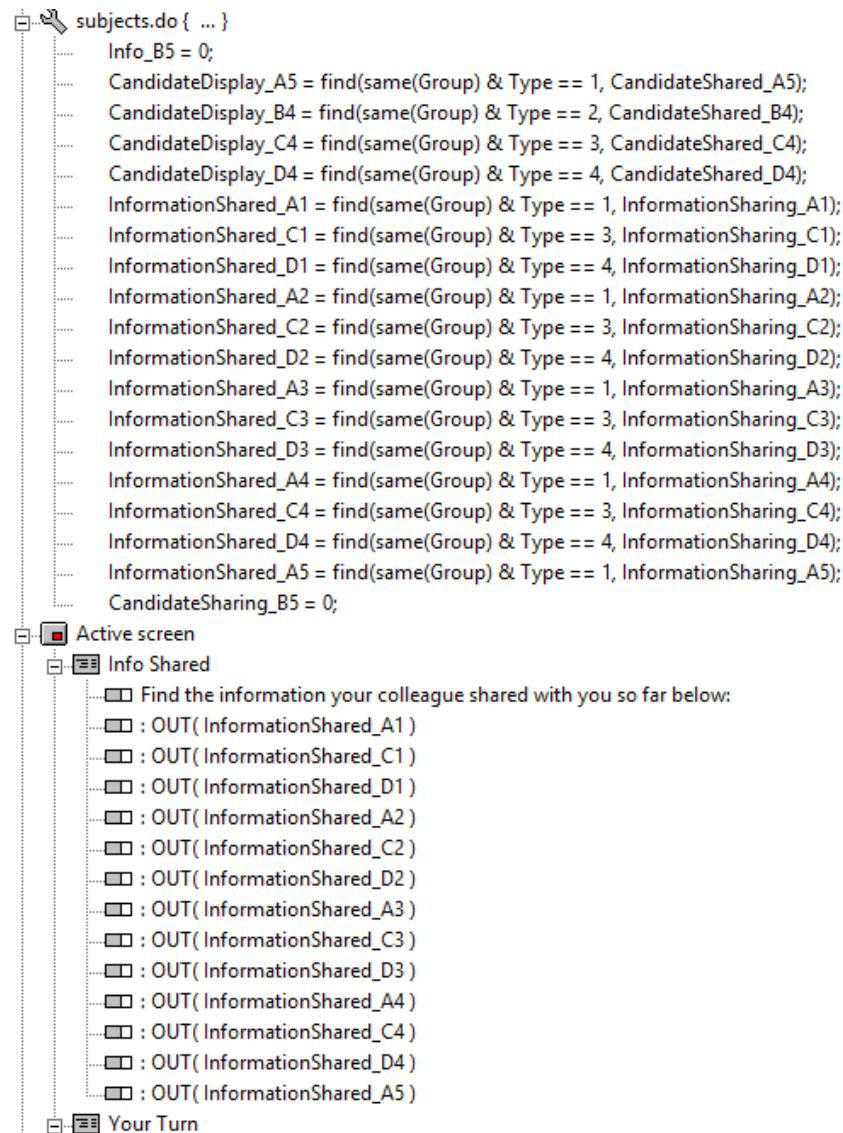 subjects.do { ... }
Info_B5 = 0;
CandidateDisplay_A5 = find(same(Group) & Type == 1, CandidateShared_A5);
CandidateDisplay_B4 = find(same(Group) & Type == 2, CandidateShared_B4);
CandidateDisplay_C4 = find(same(Group) & Type == 3, CandidateShared_C4);
CandidateDisplay_D4 = find(same(Group) & Type == 4, CandidateShared_D4);
InformationShared_A1 = find(same(Group) & Type == 1, InformationSharing_A1);
InformationShared_C1 = find(same(Group) & Type == 3, InformationSharing_C1);
InformationShared_D1 = find(same(Group) & Type == 4, InformationSharing_D1);
InformationShared_A2 = find(same(Group) & Type == 1, InformationSharing_A2);
InformationShared_C2 = find(same(Group) & Type == 3, InformationSharing_C2);
InformationShared_D2 = find(same(Group) & Type == 4, InformationSharing_D2);
InformationShared_A3 = find(same(Group) & Type == 1, InformationSharing_A3);
InformationShared_C3 = find(same(Group) & Type == 3, InformationSharing_C3);
InformationShared_D3 = find(same(Group) & Type == 4, InformationSharing_D3);
InformationShared_A4 = find(same(Group) & Type == 1, InformationSharing_A4);
InformationShared_C4 = find(same(Group) & Type == 3, InformationSharing_C4);
InformationShared_D4 = find(same(Group) & Type == 4, InformationSharing_D4);
InformationShared_A5 = find(same(Group) & Type == 1, InformationSharing_A5);
CandidateSharing_B5 = 0;
Active screen
Info Shared
Find the information your colleague shared with you so far below:
: OUT( InformationShared_A1 )
: OUT( InformationShared_C1 )
: OUT( InformationShared_D1 )
: OUT( InformationShared_A2 )
: OUT( InformationShared_C2 )
: OUT( InformationShared_D2 )
: OUT( InformationShared_A3 )
: OUT( InformationShared_C3 )
: OUT( InformationShared_D3 )
: OUT( InformationShared_A4 )
: OUT( InformationShared_C4 )
: OUT( InformationShared_D4 )
: OUT( InformationShared_A5 )
Your Turn